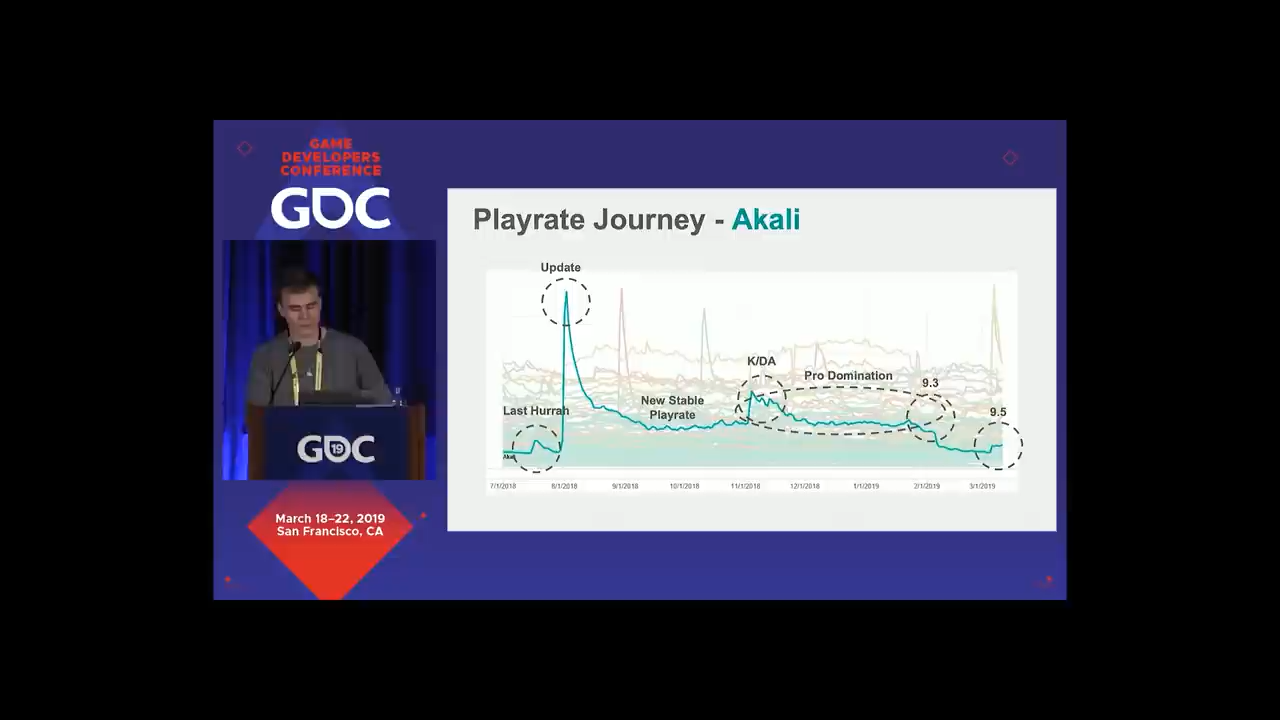 GAME
DEVELOPERS
CONFERENCE
GDC
Playrate Journey - Akali
Update
K/DA
Pro Domination
9.3
New Stable
Playrate
Last Hurrah
9.5
Akali
7/1/2018 8/1/2018 9/1/2018 10/1/2018 11/1/2018 12/1/2018 1/1/2019 2/1/2019 3/1/2019
GDC
19
March 18–22, 2019
San Francisco, CA